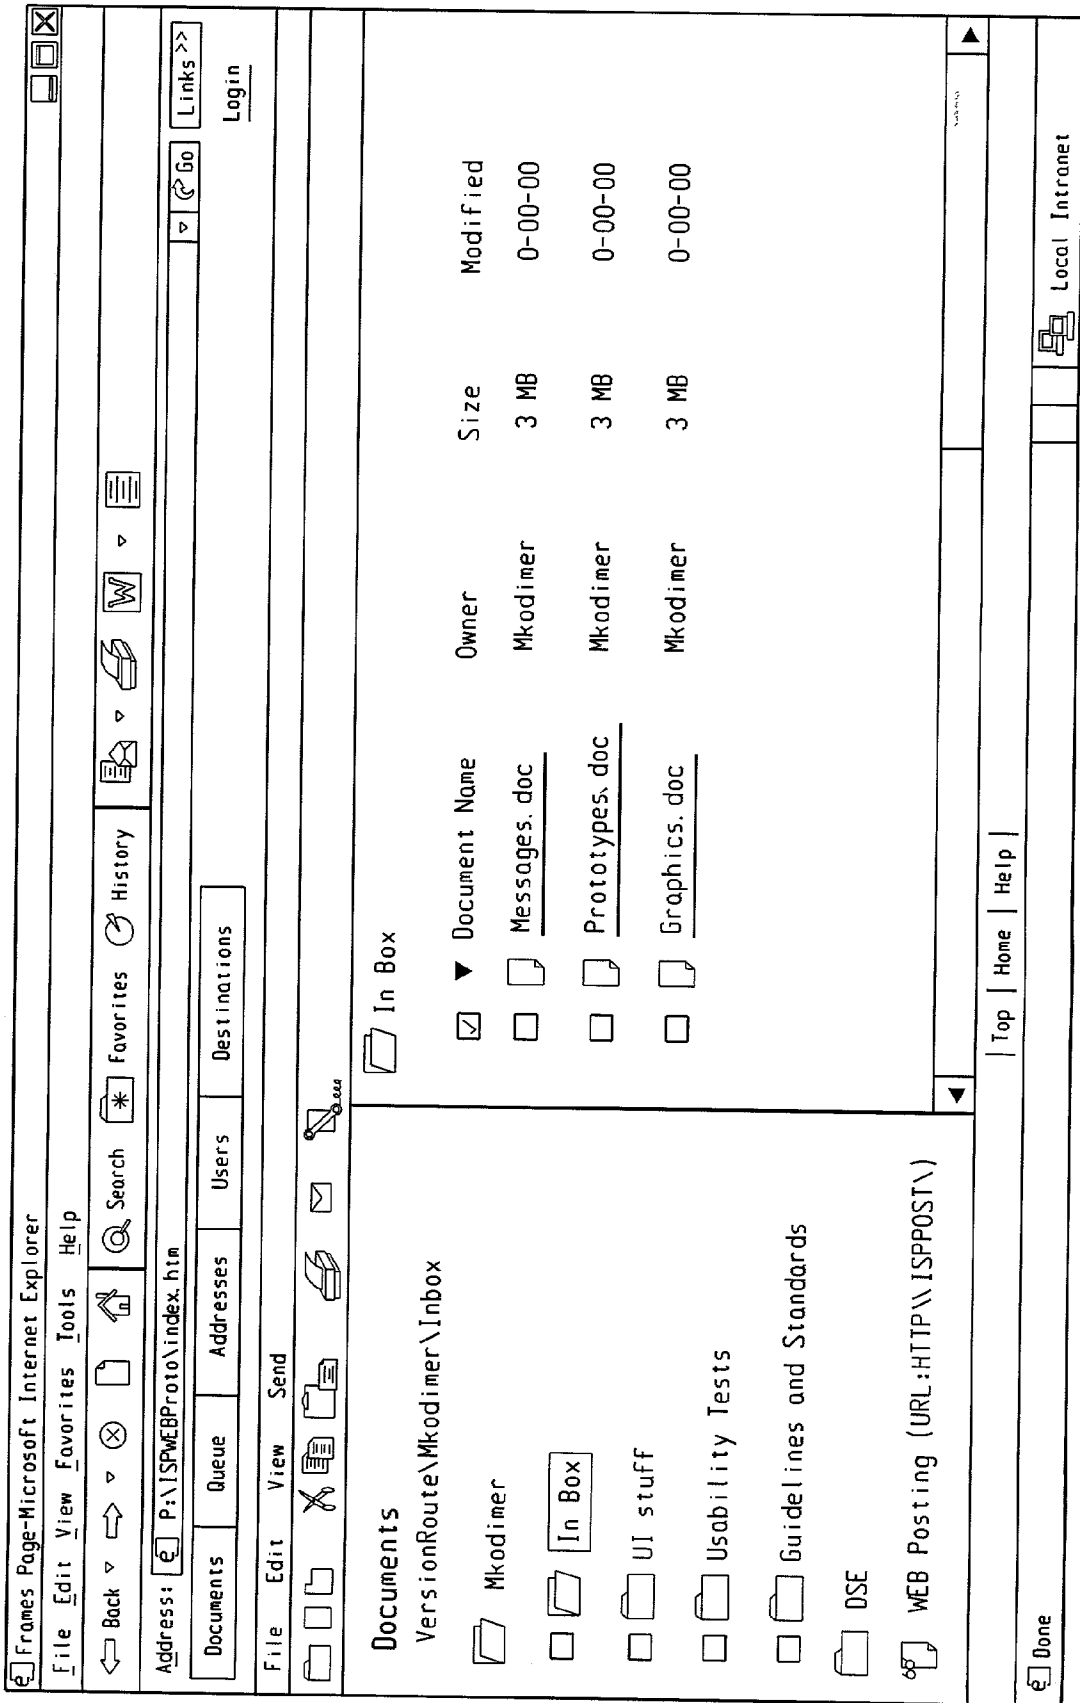 Frames Page-Microsoft Internet Explorer
File Edit View Favorites Tools Help
Back Search Favorites History W
Address: e P:\ISPWEBProto\index.htm Go Links >>
Documents Queue Addresses Users Destinations Login
File Edit View Send
Documents
VersionRoute\Mkodimer\Inbox
Mkodimer
In Box
UI stuff
Usability Tests
Guidelines and Standards
DSE
WEB Posting (URL:HTTP\\ISPPOST\)
In Box
Document Name Owner Size Modified
Messages.doc Mkodimer 3 MB 0-00-00
Prototypes.doc Mkodimer 3 MB 0-00-00
Graphics.doc Mkodimer 3 MB 0-00-00
| Top | Home | Help |
e Done Local Intranet